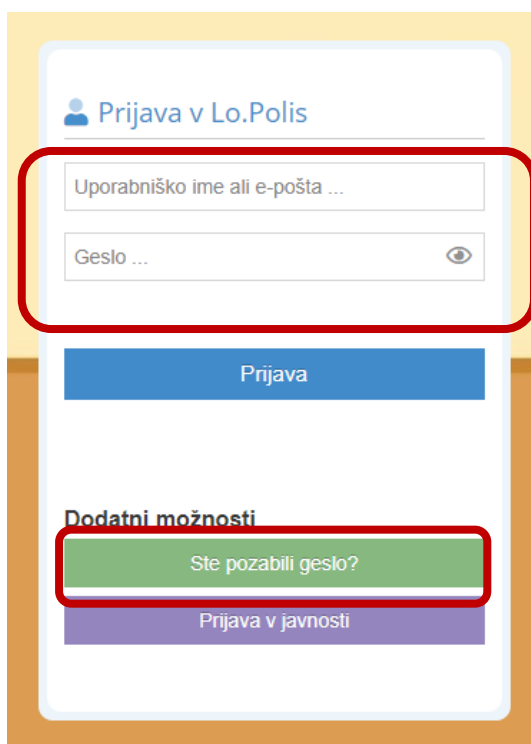 Prijava v Lo.Polis
Uporabniško ime ali e-pošta ...
Geslo ...
Prijava
Dodatni možnosti
Ste pozabili geslo?
Prijava v javnosti